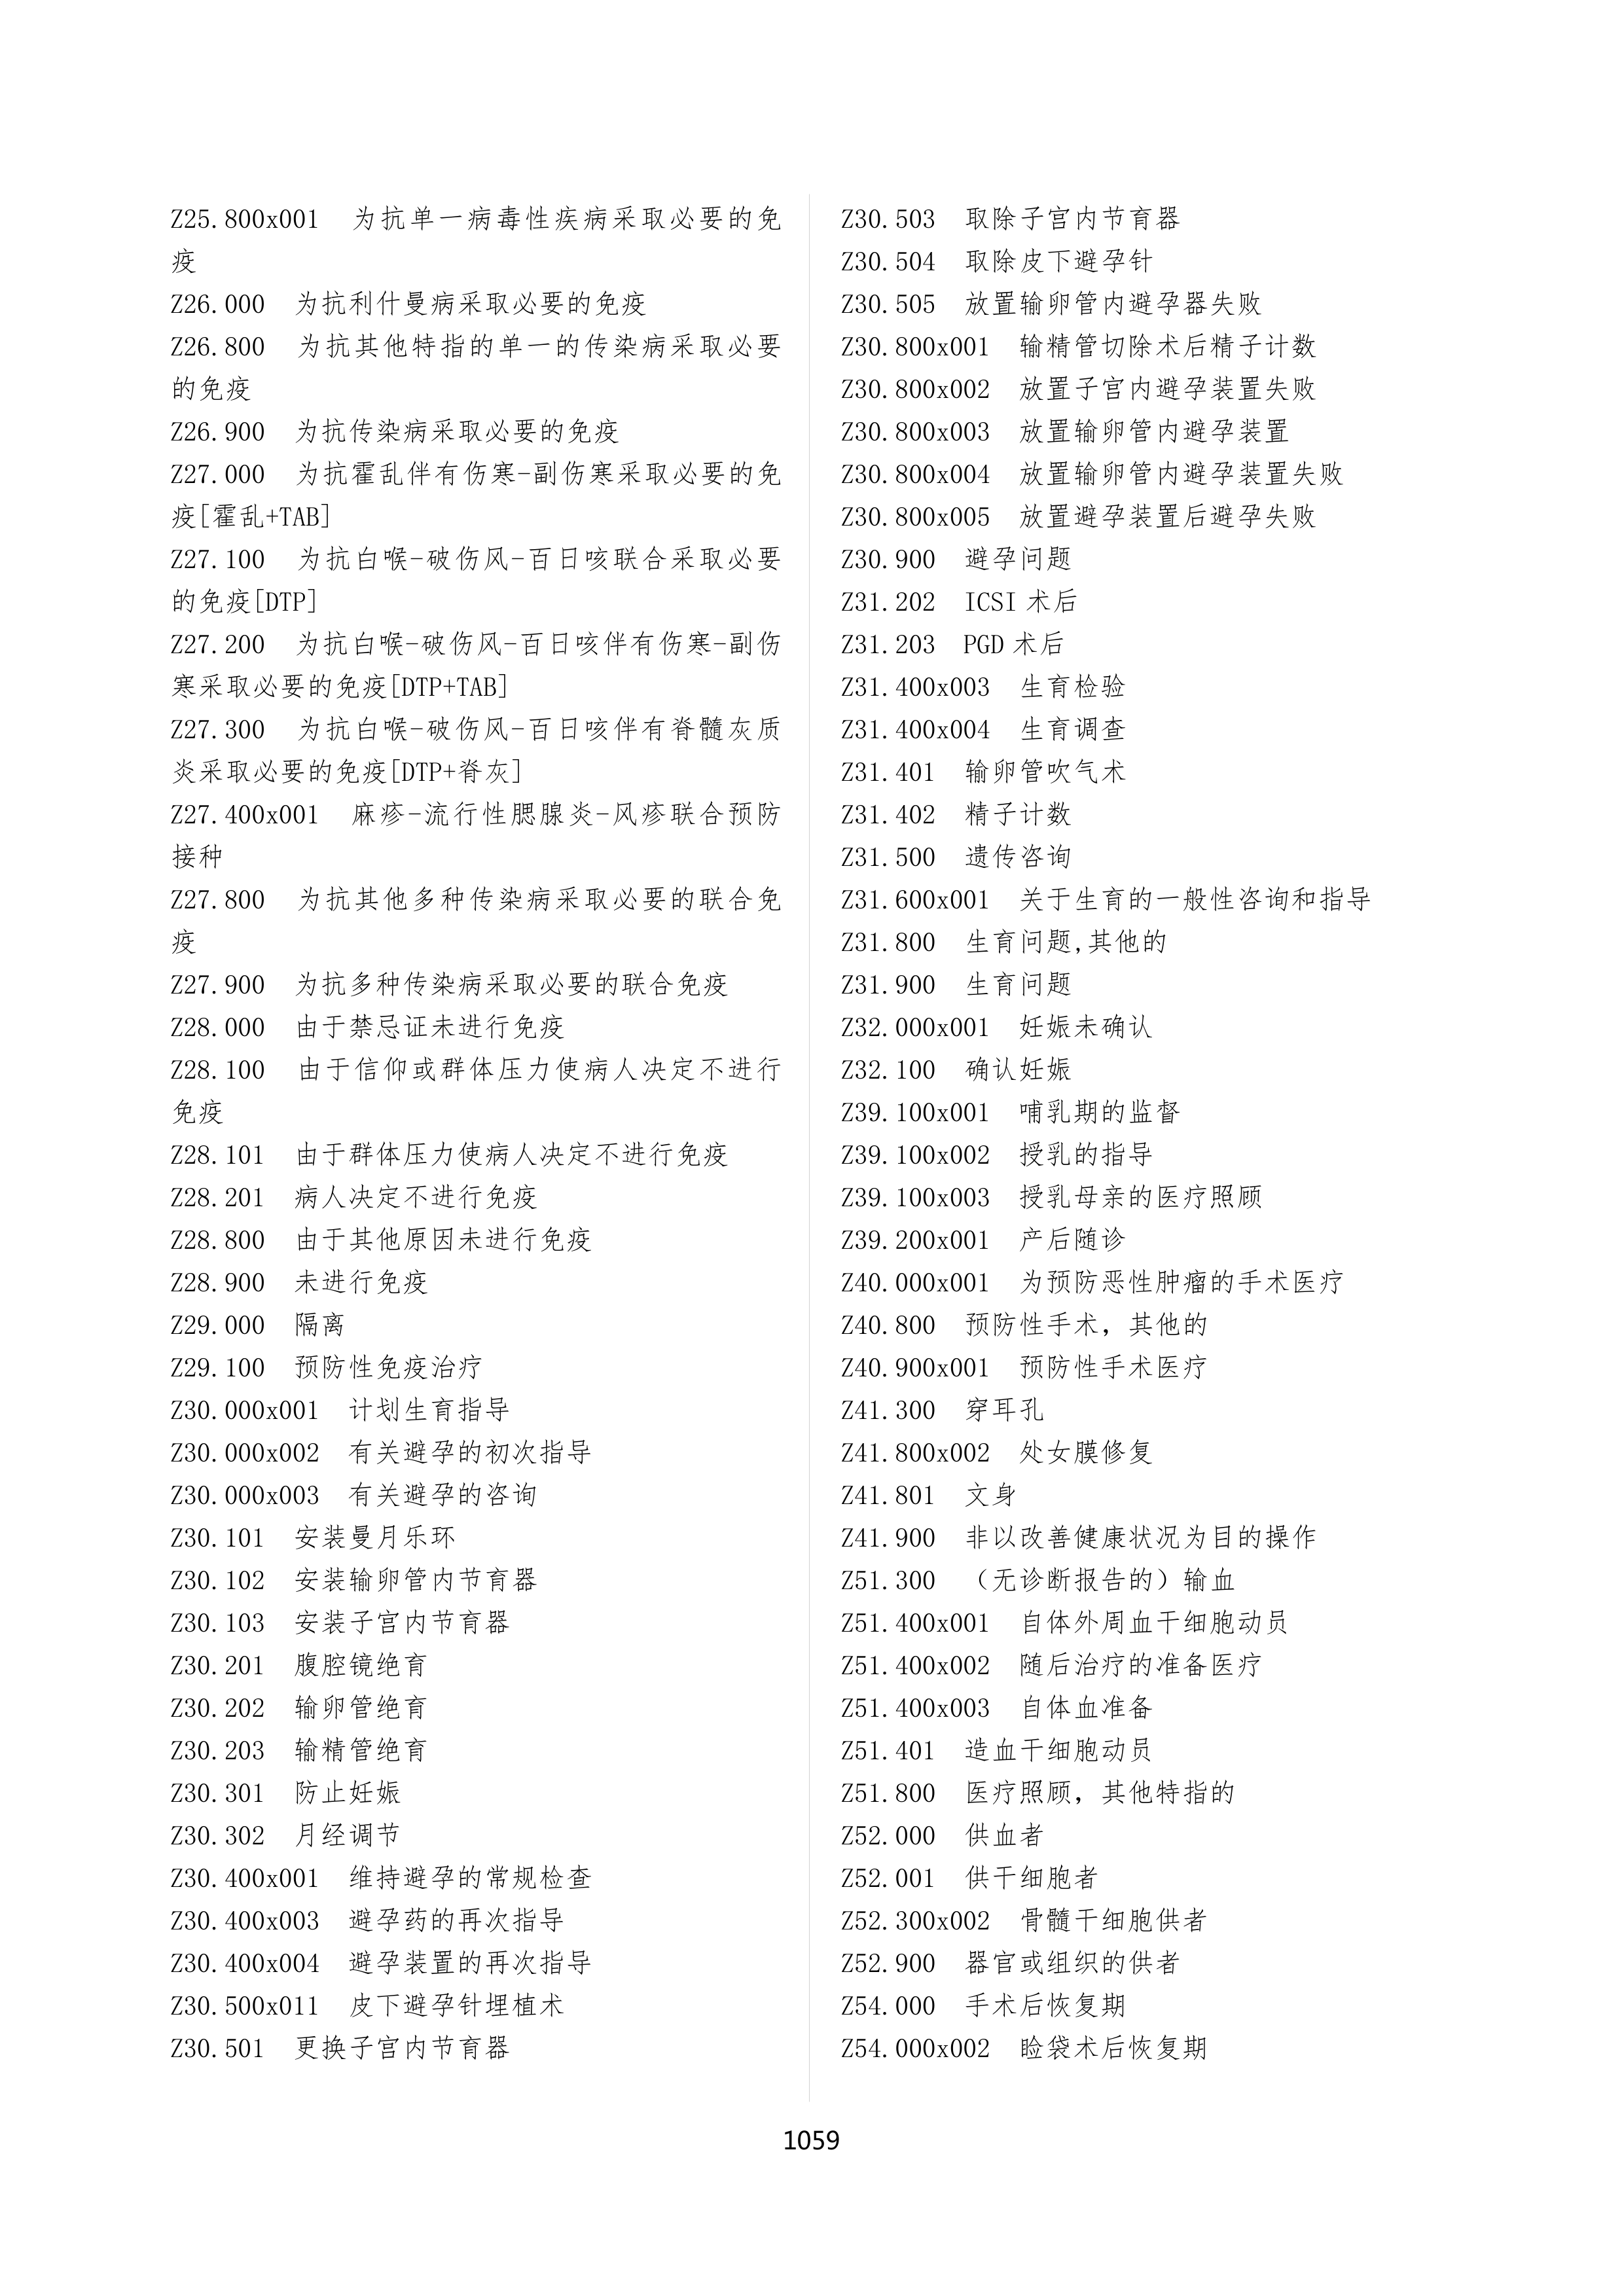 Z25.800x001 为抗单一病毒性疾病采取必要的免
疫
Z26.000 为抗利什曼病采取必要的免疫
Z26.800 为抗其他特指的单一的传染病采取必要
的免疫
Z26.900 为抗传染病采取必要的免疫
Z27.000 为抗霍乱伴有伤寒-副伤寒采取必要的免
疫[霍乱+TAB]
Z27.100 为抗白喉-破伤风-百日咳联合采取必要
的免疫[DTP]
Z27.200 为抗白喉-破伤风-百日咳伴有伤寒-副伤
寒采取必要的免疫[DTP+TAB]
Z27.300 为抗白喉-破伤风-百日咳伴有脊髓灰质
炎采取必要的免疫[DTP+脊灰]
Z27.400x001 麻疹-流行性腮腺炎-风疹联合预防
接种
Z27.800 为抗其他多种传染病采取必要的联合免
疫
Z27.900 为抗多种传染病采取必要的联合免疫
Z28.000 由于禁忌证未进行免疫
Z28.100 由于信仰或群体压力使病人决定不进行
免疫
Z28.101 由于群体压力使病人决定不进行免疫
Z28.201 病人决定不进行免疫
Z28.800 由于其他原因未进行免疫
Z28.900 未进行免疫
Z29.000 隔离
Z29.100 预防性免疫治疗
Z30.000x001 计划生育指导
Z30.000x002 有关避孕的初次指导
Z30.000x003 有关避孕的咨询
Z30.101 安装曼月乐环
Z30.102 安装输卵管内节育器
Z30.103 安装子宫内节育器
Z30.201 腹腔镜绝育
Z30.202 输卵管绝育
Z30.203 输精管绝育
Z30.301 防止妊娠
Z30.302 月经调节
Z30.400x001 维持避孕的常规检查
Z30.400x003 避孕药的再次指导
Z30.400x004 避孕装置的再次指导
Z30.500x011 皮下避孕针埋植术
Z30.501 更换子宫内节育器
Z30.503 取除子宫内节育器
Z30.504 取除皮下避孕针
Z30.505 放置输卵管内避孕器失败
Z30.800x001 输精管切除术后精子计数
Z30.800x002 放置子宫内避孕装置失败
Z30.800x003 放置输卵管内避孕装置
Z30.800x004 放置输卵管内避孕装置失败
Z30.800x005 放置避孕装置后避孕失败
Z30.900 避孕问题
Z31.202 ICSI 术后
Z31.203 PGD 术后
Z31.400x003 生育检验
Z31.400x004 生育调查
Z31.401 输卵管吹气术
Z31.402 精子计数
Z31.500 遗传咨询
Z31.600x001 关于生育的一般性咨询和指导
Z31.800 生育问题,其他的
Z31.900 生育问题
Z32.000x001 妊娠未确认
Z32.100 确认妊娠
Z39.100x001 哺乳期的监督
Z39.100x002 授乳的指导
Z39.100x003 授乳母亲的医疗照顾
Z39.200x001 产后随诊
Z40.000x001 为预防恶性肿瘤的手术医疗
Z40.800 预防性手术，其他的
Z40.900x001 预防性手术医疗
Z41.300 穿耳孔
Z41.800x002 处女膜修复
Z41.801 文身
Z41.900 非以改善健康状况为目的操作
Z51.300 （无诊断报告的）输血
Z51.400x001 自体外周血干细胞动员
Z51.400x002 随后治疗的准备医疗
Z51.400x003 自体血准备
Z51.401 造血干细胞动员
Z51.800 医疗照顾，其他特指的
Z52.000 供血者
Z52.001 供干细胞者
Z52.300x002 骨髓干细胞供者
Z52.900 器官或组织的供者
Z54.000 手术后恢复期
Z54.000x002 睑袋术后恢复期
1059